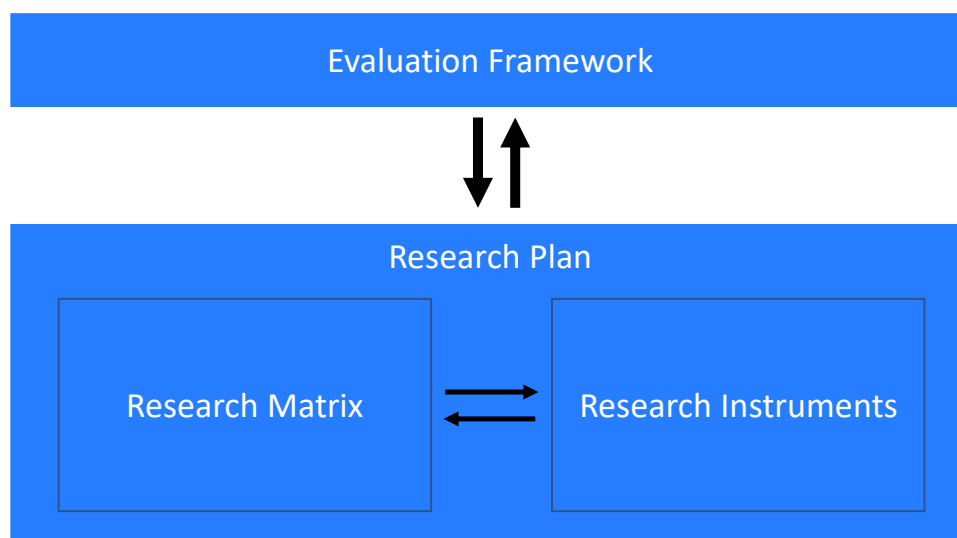 Evaluation Framework
Research Plan
Research Matrix
Research Instruments